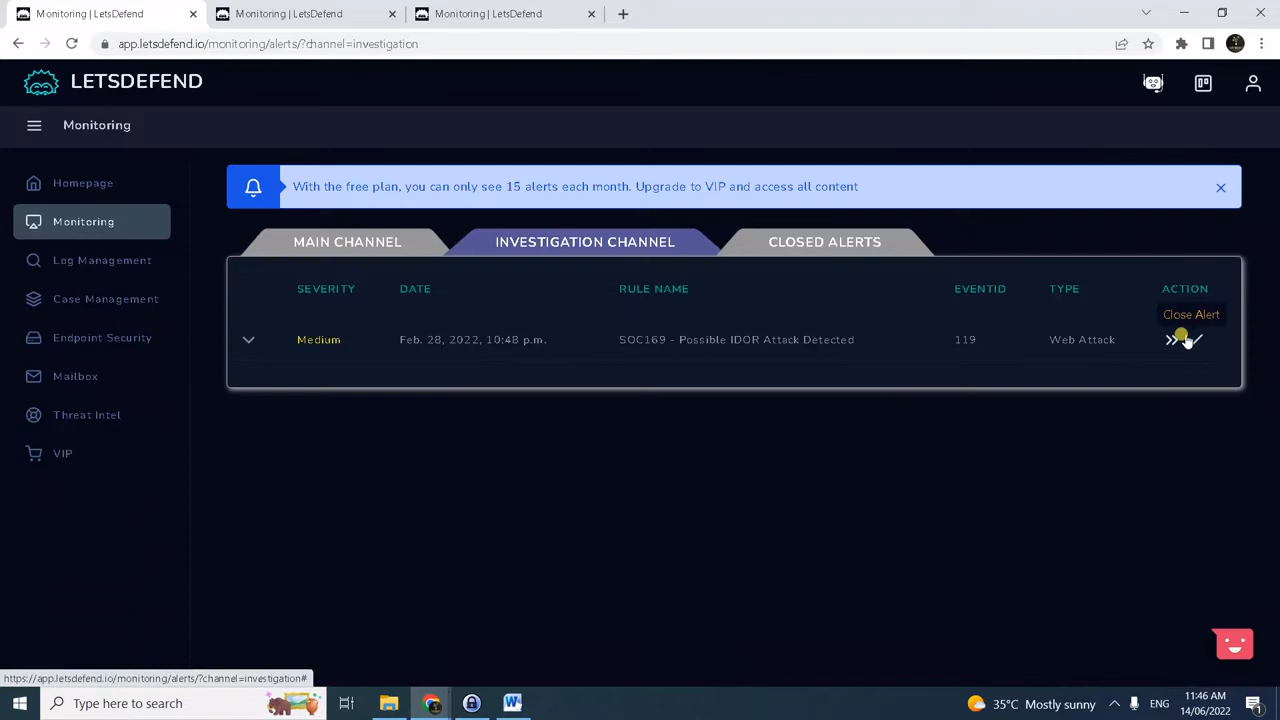 Monitoring | LetsDefend
Monitoring | LetsDefend
Monitoring | LetsDefend
app.letsdefend.io/monitoring/alerts/?channel=investigation
LETSDEFEND
Monitoring
Homepage
Monitoring
Log Management
Case Management
Endpoint Security
Mailbox
Threat Intel
VIP
With the free plan, you can only see 15 alerts each month. Upgrade to VIP and access all content
MAIN CHANNEL
INVESTIGATION CHANNEL
CLOSED ALERTS
SEVERITY DATE RULE NAME EVENTID TYPE ACTION
Close Alert
Medium Feb. 28, 2022, 10:48 p.m. SOC169 - Possible IDOR Attack Detected 119 Web Attack
https://app.letsdefend.io/monitoring/alerts/?channel=investigation#
Type here to search
35°C Mostly sunny
ENG
11:46 AM
14/06/2022
1